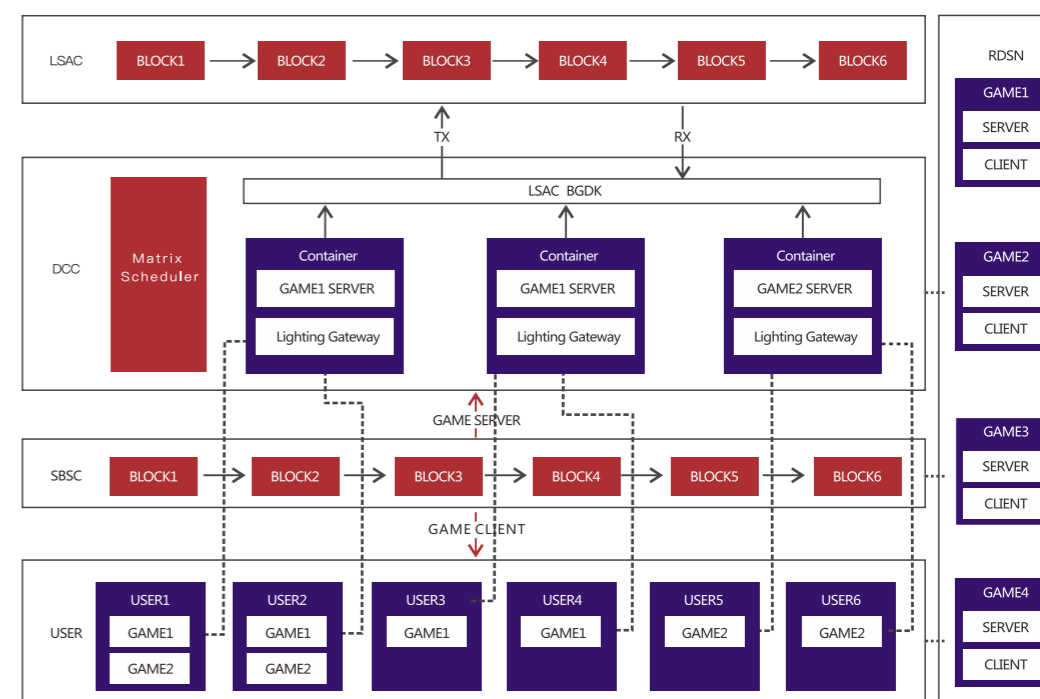 LSAC
BLOCK1
BLOCK2
BLOCK3
BLOCK4
BLOCK5
BLOCK6
TX
RX
DCC
Matrix
Scheduler
LSAC BGDK
Container
GAME1 SERVER
Lighting Gateway
Container
GAME1 SERVER
Lighting Gateway
Container
GAME2 SERVER
Lighting Gateway
GAME SERVER
SBSC
BLOCK1
BLOCK2
BLOCK3
BLOCK4
BLOCK5
BLOCK6
GAME CLIENT
USER
USER1
GAME1
GAME2
USER2
GAME1
GAME2
USER3
GAME1
USER4
GAME1
USER5
GAME2
USER6
GAME2
RDSN
GAME1
SERVER
CLIENT
GAME2
SERVER
CLIENT
GAME3
SERVER
CLIENT
GAME4
SERVER
CLIENT